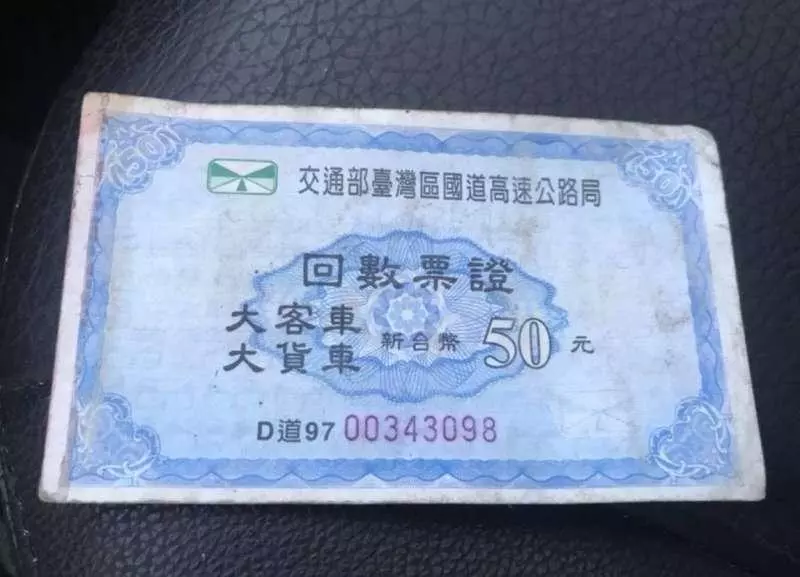 交通部臺灣區國道高速公路局
回數票證
大客車
大貨車
新台幣 50 元
D道97 00343098
50
50